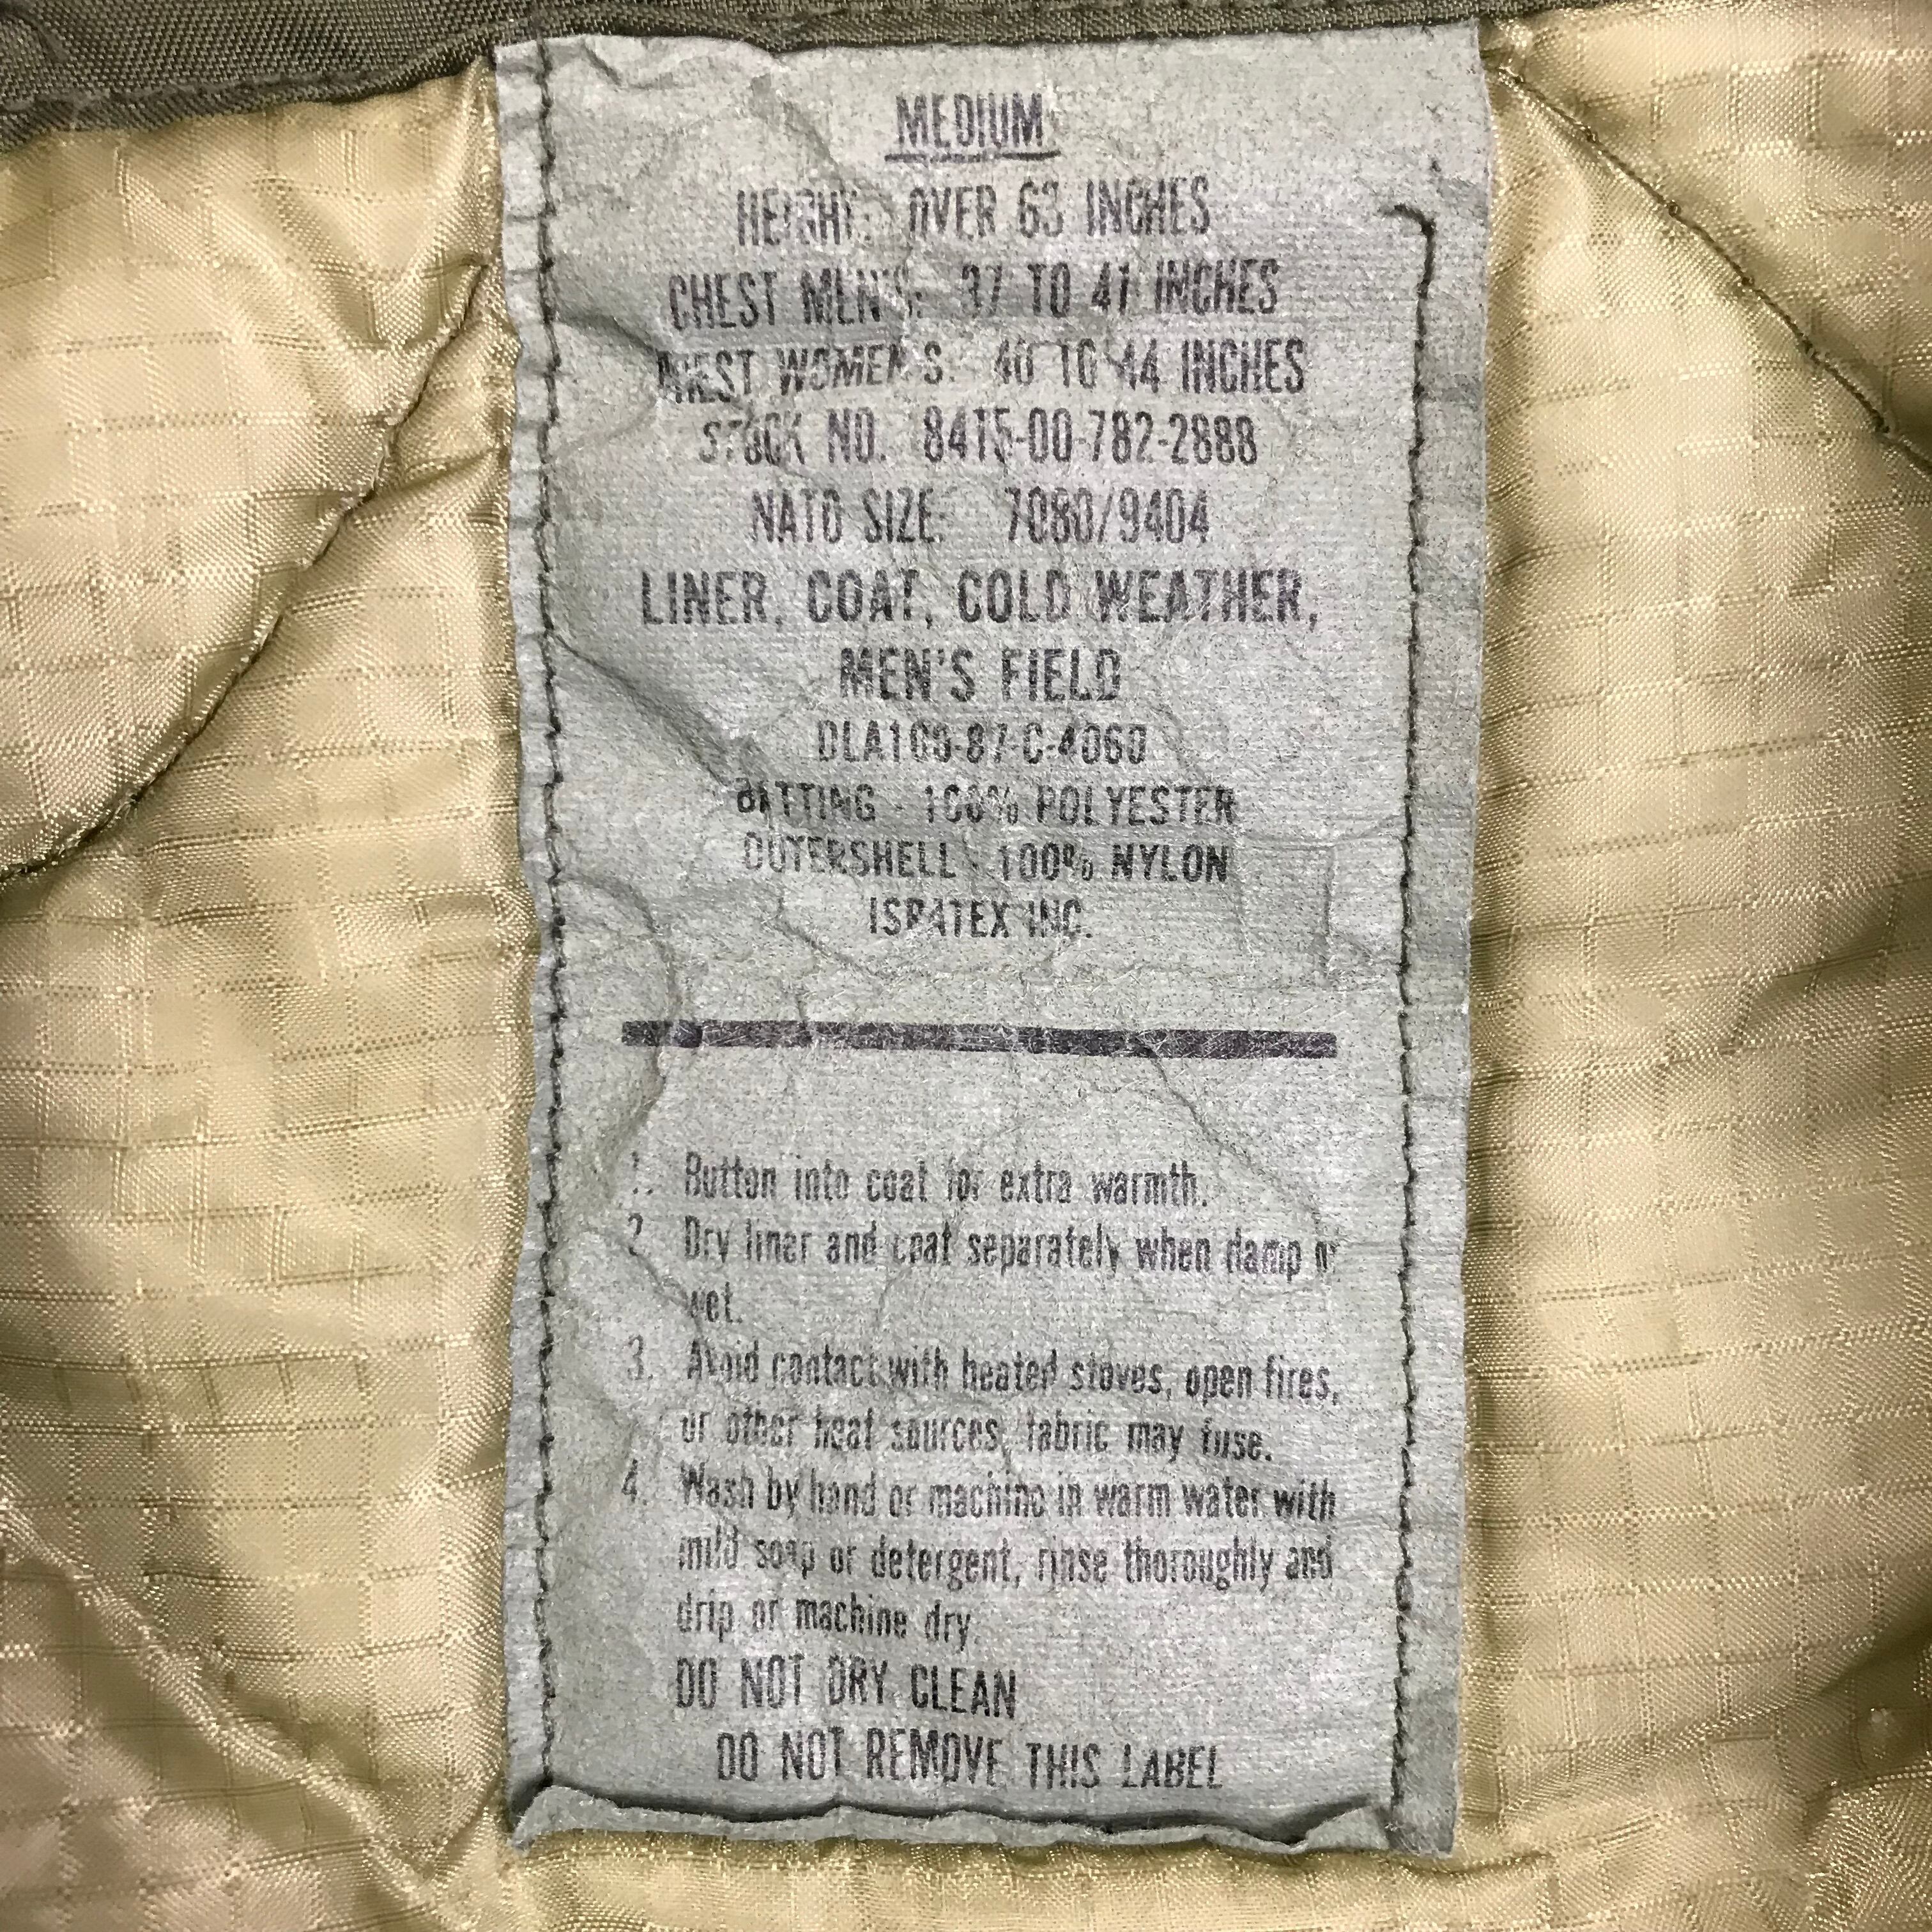 MEDIUM
HEIGHT: OVER 63 INCHES
CHEST MEN'S: 37 TO 41 INCHES
CHEST WOMEN'S: 40 TO 44 INCHES
STOCK NO. 8415-00-782-2888
NATO SIZE: 7080/9404
LINER, COAT, COLD WEATHER,
MEN'S FIELD
DLA100-87-C-4060
BATTING - 100% POLYESTER
OUTERSHELL - 100% NYLON
ISRATEX INC.
1. Button into coat for extra warmth.
2. Dry liner and coat separately when damp or
wet.
3. Avoid contact with heated stoves, open fires,
or other heat sources, fabric may fuse.
4. Wash by hand or machine in warm water with
mild soap or detergent, rinse thoroughly and
drip or machine dry.
DO NOT DRY CLEAN
DO NOT REMOVE THIS LABEL